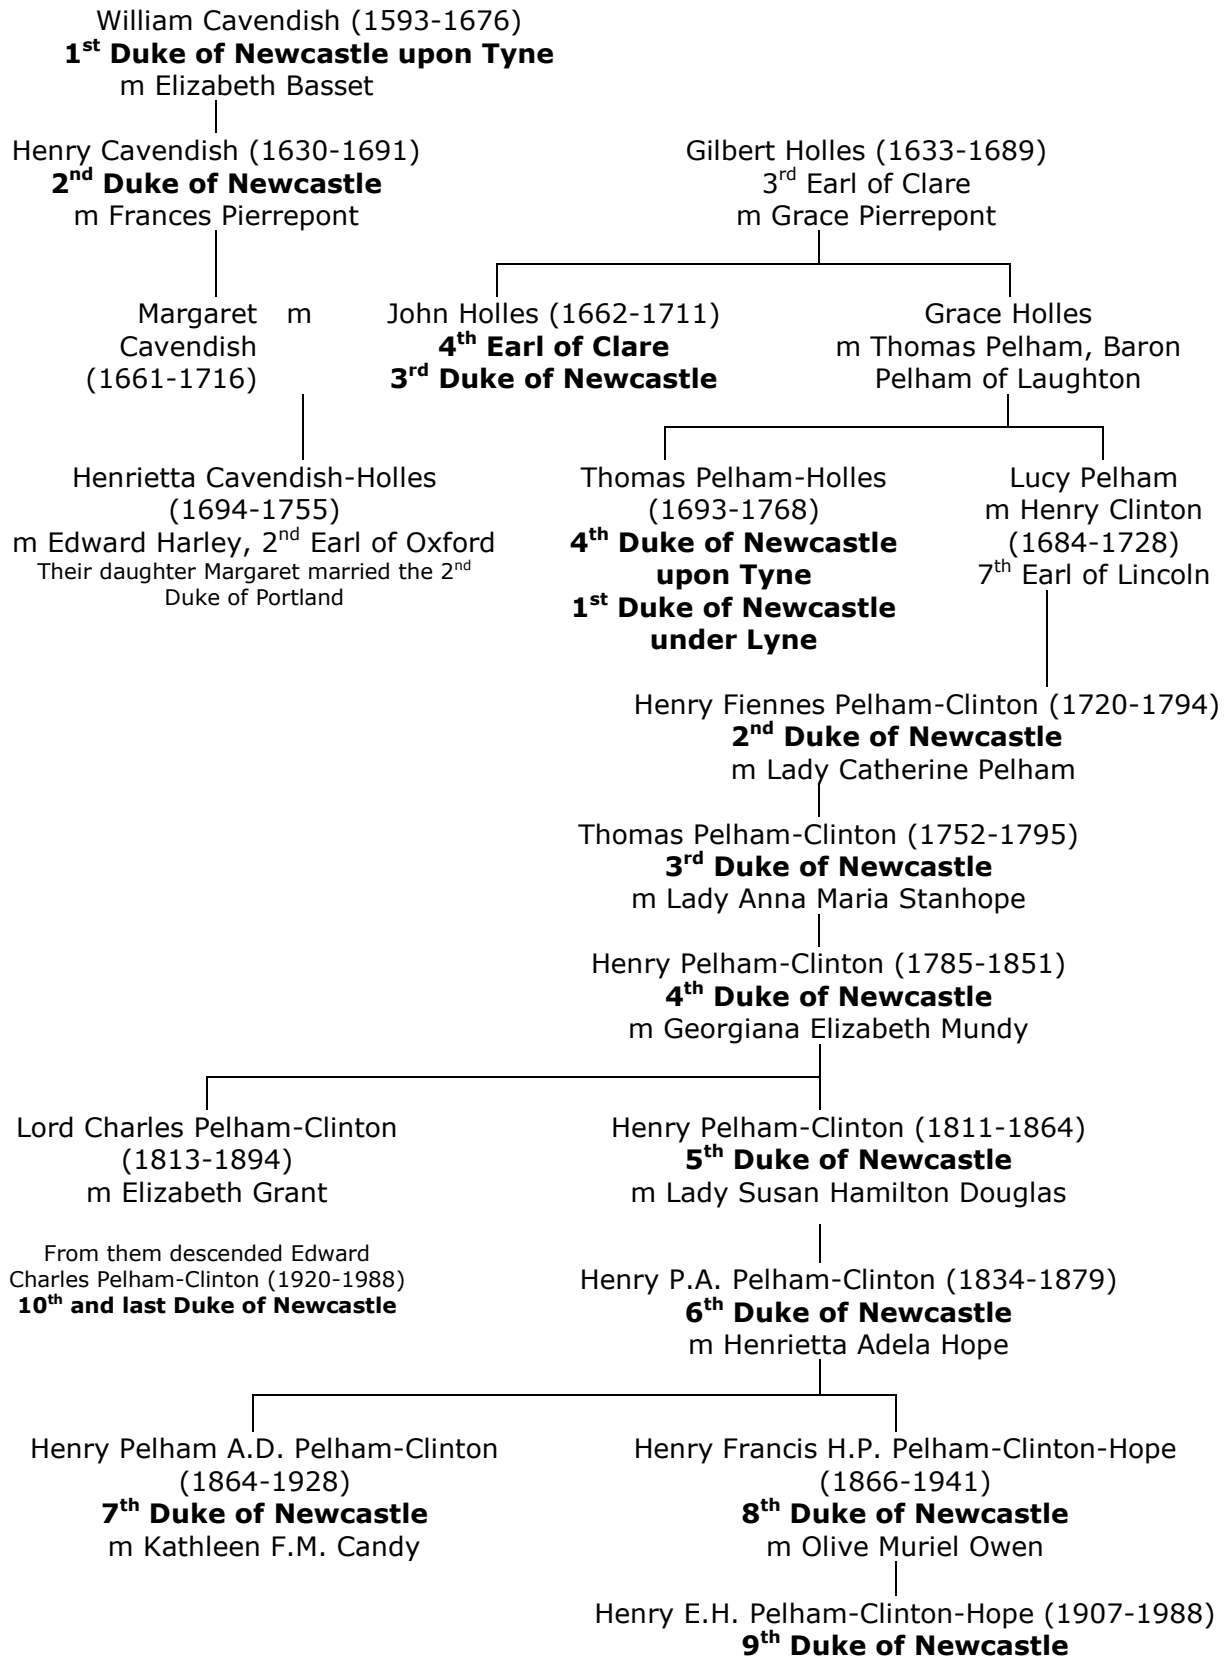 William Cavendish (1593-1676)
1st Duke of Newcastle upon Tyne
m Elizabeth Basset
Henry Cavendish (1630-1691)
2nd Duke of Newcastle
m Frances Pierrepont
Gilbert Holles (1633-1689)
3rd Earl of Clare
m Grace Pierrepont
Margaret m
Cavendish
(1661-1716)
John Holles (1662-1711)
4th Earl of Clare
3rd Duke of Newcastle
Grace Holles
m Thomas Pelham, Baron
Pelham of Laughton
Henrietta Cavendish-Holles
(1694-1755)
m Edward Harley, 2nd Earl of Oxford
Their daughter Margaret married the 2nd
Duke of Portland
Thomas Pelham-Holles
(1693-1768)
4th Duke of Newcastle
upon Tyne
1st Duke of Newcastle
under Lyne
Lucy Pelham
m Henry Clinton
(1684-1728)
7th Earl of Lincoln
Henry Fiennes Pelham-Clinton (1720-1794)
2nd Duke of Newcastle
m Lady Catherine Pelham
Thomas Pelham-Clinton (1752-1795)
3rd Duke of Newcastle
m Lady Anna Maria Stanhope
Henry Pelham-Clinton (1785-1851)
4th Duke of Newcastle
m Georgiana Elizabeth Mundy
Lord Charles Pelham-Clinton
(1813-1894)
m Elizabeth Grant
From them descended Edward
Charles Pelham-Clinton (1920-1988)
10th and last Duke of Newcastle
Henry Pelham-Clinton (1811-1864)
5th Duke of Newcastle
m Lady Susan Hamilton Douglas
Henry P.A. Pelham-Clinton (1834-1879)
6th Duke of Newcastle
m Henrietta Adela Hope
Henry Pelham A.D. Pelham-Clinton
(1864-1928)
7th Duke of Newcastle
m Kathleen F.M. Candy
Henry Francis H.P. Pelham-Clinton-Hope
(1866-1941)
8th Duke of Newcastle
m Olive Muriel Owen
Henry E.H. Pelham-Clinton-Hope (1907-1988)
9th Duke of Newcastle